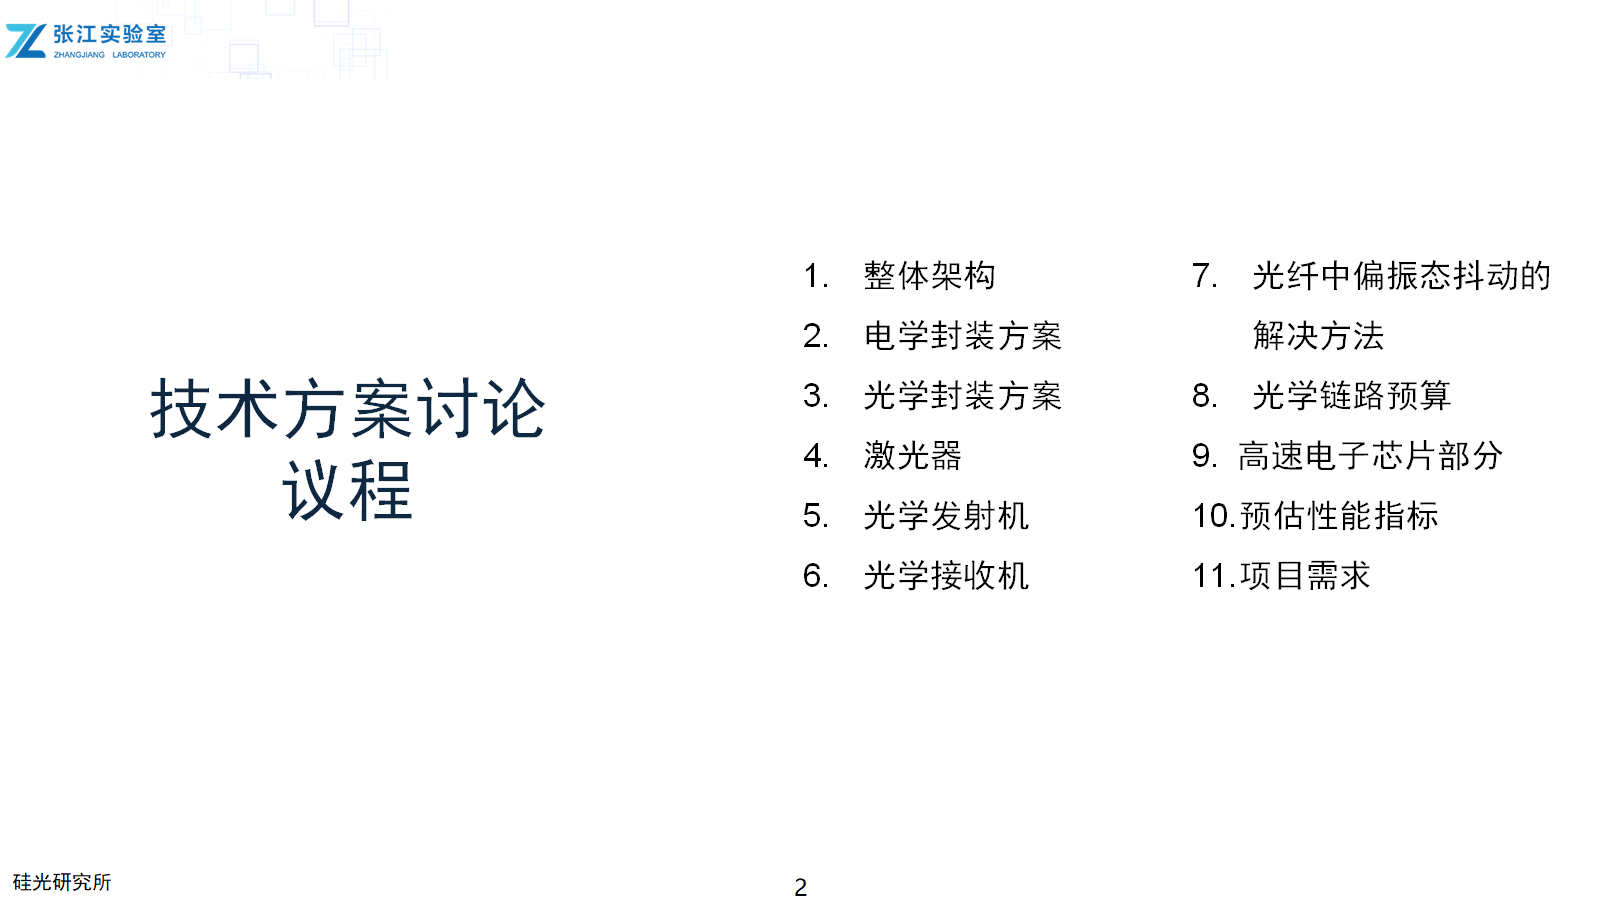 张江实验室
ZHANGJIANG LABORATORY
技术方案讨论
议程
1. 整体架构
2. 电学封装方案
3. 光学封装方案
4. 激光器
5. 光学发射机
6. 光学接收机
7. 光纤中偏振态抖动的
解决方法
8. 光学链路预算
9. 高速电子芯片部分
10.预估性能指标
11.项目需求
硅光研究所
2